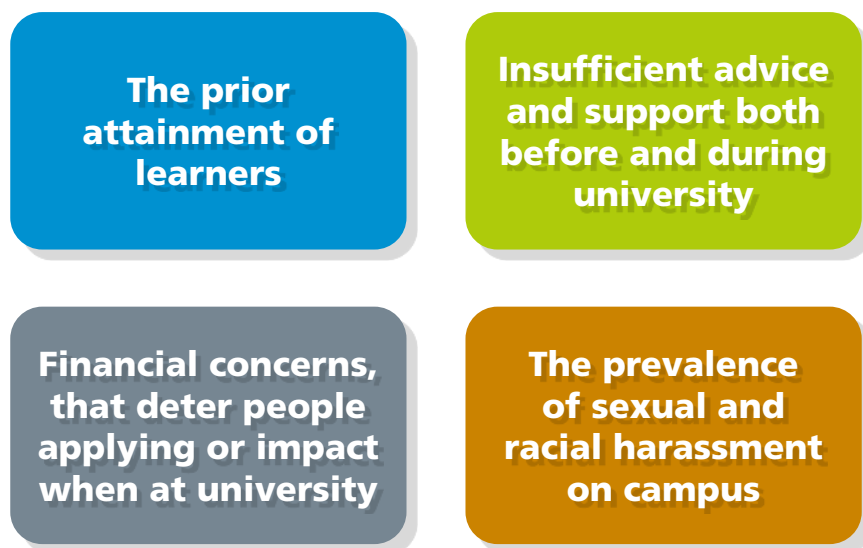 The prior
attainment of
learners
Insufficient advice
and support both
before and during
university
Financial concerns,
that deter people
applying or impact
when at university
The prevalence
of sexual and
racial harassment
on campus